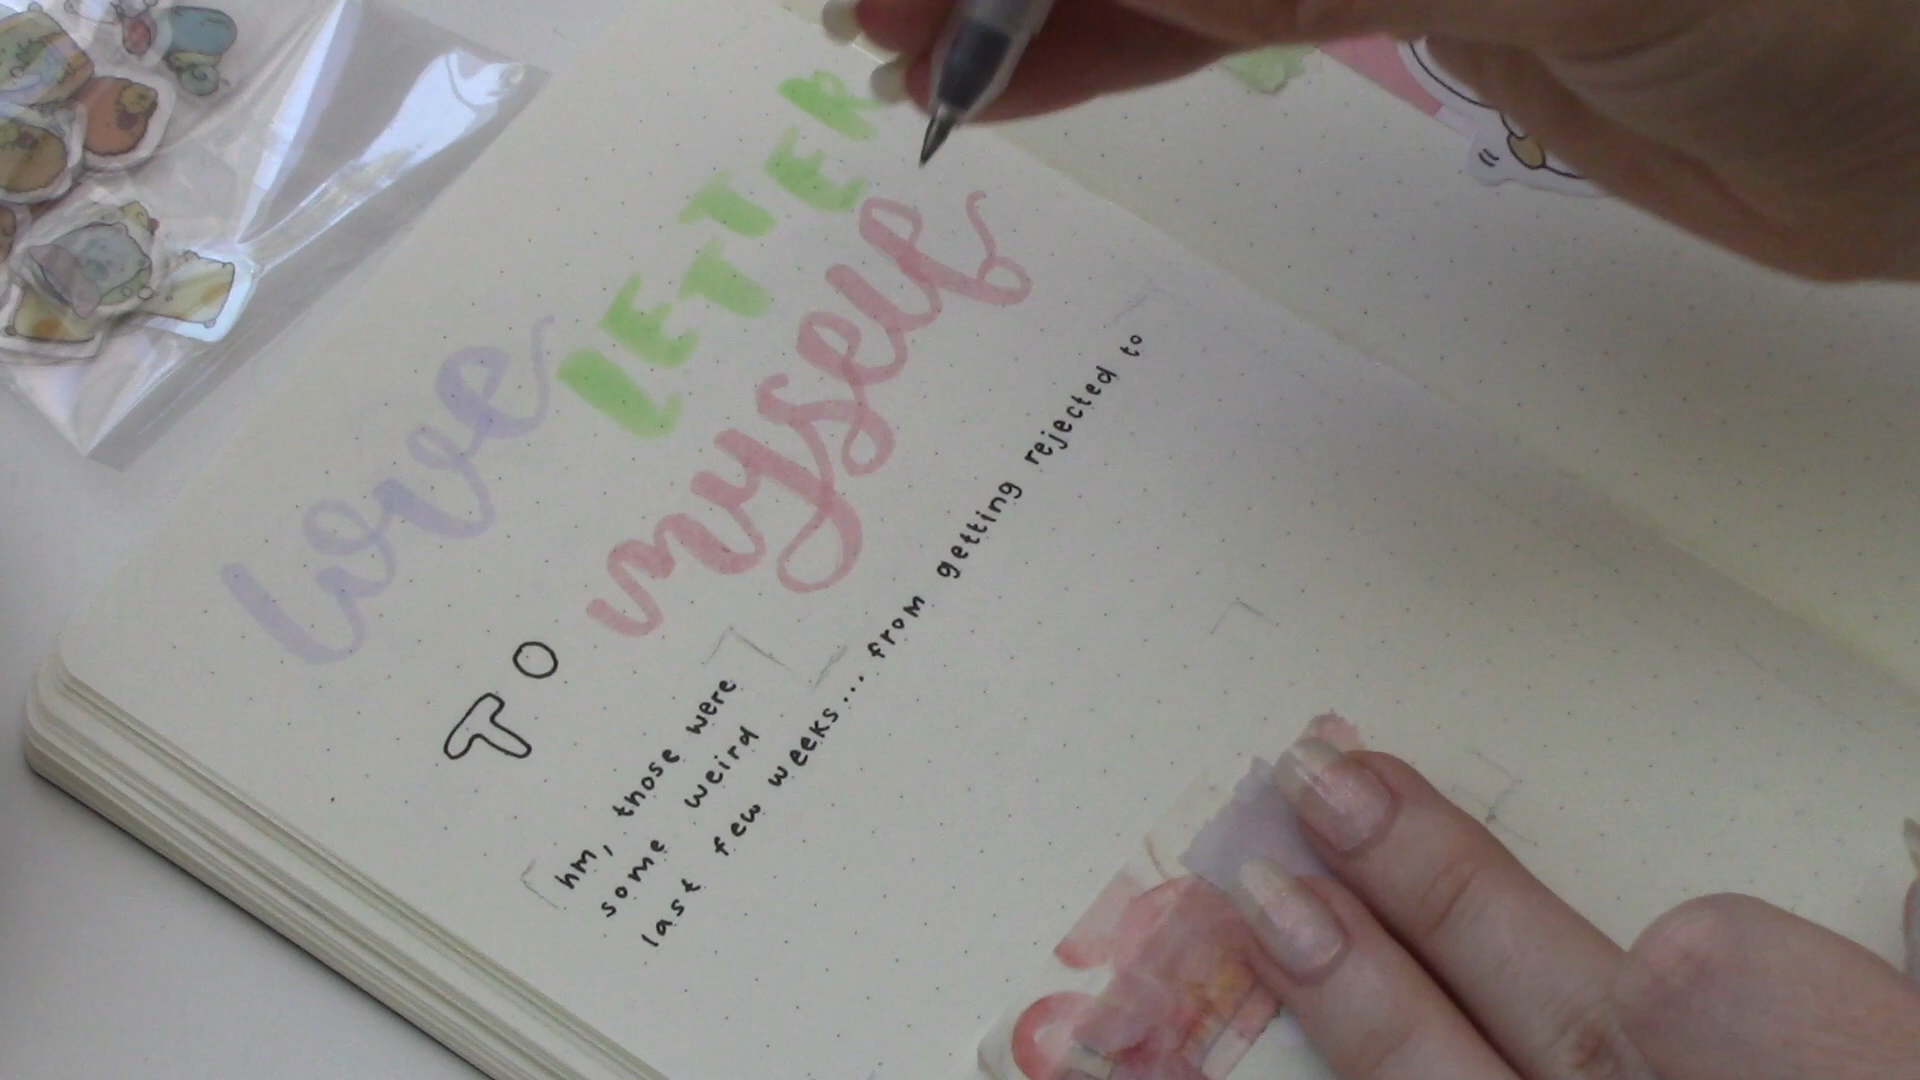 love
LETTER
TO myself
hm, those were
some weird
last few weeks... from getting rejected to